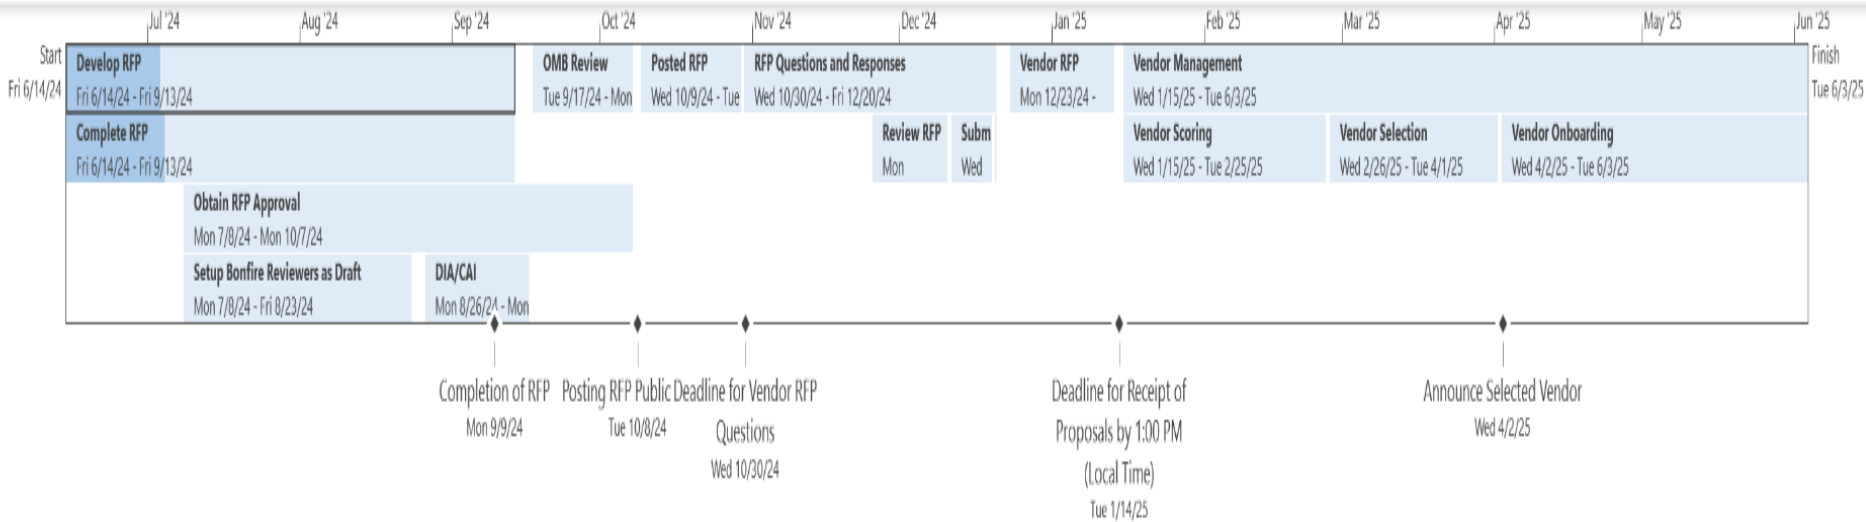 Jul '24
Aug '24
Sep '24
Oct '24
Nov '24
Dec '24
Jan '25
Feb '25
Mar '25
Apr '25
May '25
Jun '25
Start
Fri 6/14/24
Finish
Tue 6/3/25
Develop RFP
Fri 6/14/24 - Fri 9/13/24
OMB Review
Tue 9/17/24 - Mon
Posted RFP
Wed 10/9/24 - Tue
RFP Questions and Responses
Wed 10/30/24 - Fri 12/20/24
Vendor RFP
Mon 12/23/24 -
Vendor Management
Wed 1/15/25 - Tue 6/3/25
Complete RFP
Fri 6/14/24 - Fri 9/13/24
Review RFP
Mon
Subm
Wed
Vendor Scoring
Wed 1/15/25 - Tue 2/25/25
Vendor Selection
Wed 2/26/25 - Tue 4/1/25
Vendor Onboarding
Wed 4/2/25 - Tue 6/3/25
Obtain RFP Approval
Mon 7/8/24 - Mon 10/7/24
Setup Bonfire Reviewers as Draft
Mon 7/8/24 - Fri 8/23/24
DIA/CAI
Mon 8/26/24 - Mon
Completion of RFP
Mon 9/9/24
Posting RFP Public
Tue 10/8/24
Deadline for Vendor RFP
Questions
Wed 10/30/24
Deadline for Receipt of
Proposals by 1:00 PM
(Local Time)
Tue 1/14/25
Announce Selected Vendor
Wed 4/2/25